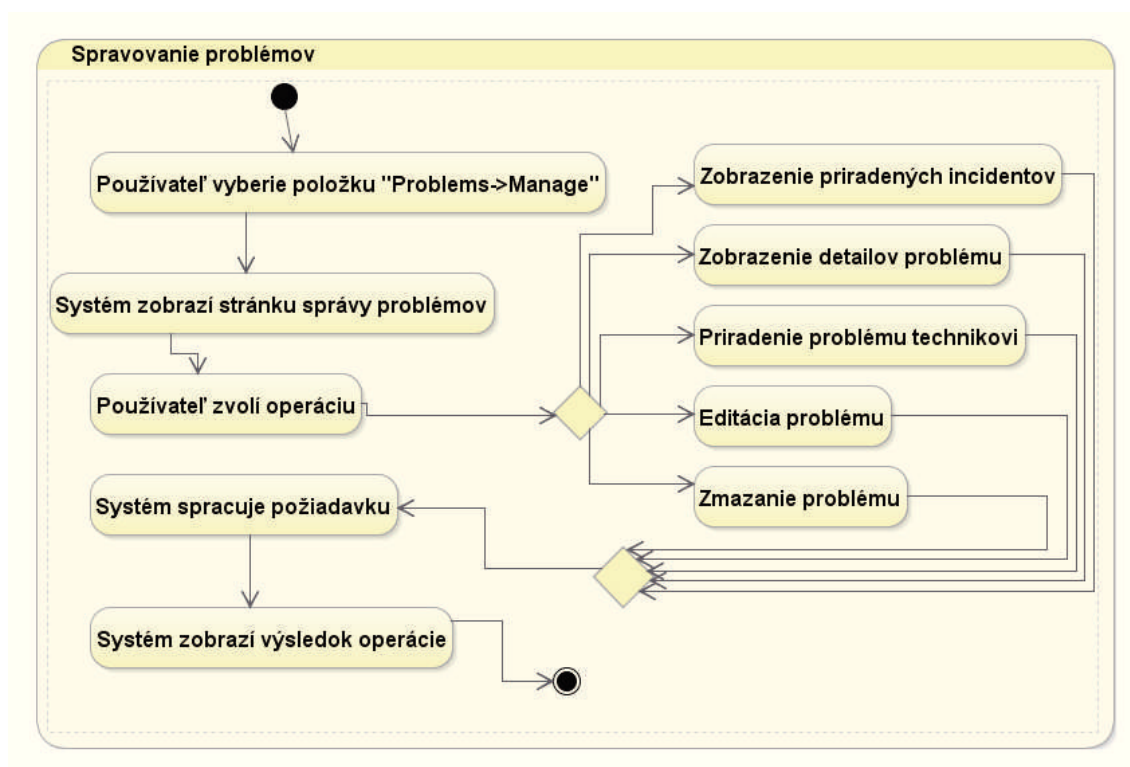 Spravovanie problémov
Používateľ vyberie položku "Problems->Manage"
Systém zobrazí stránku správy problémov
Používateľ zvolí operáciu
Zobrazenie priradených incidentov
Zobrazenie detailov problému
Priradenie problému technikovi
Editácia problému
Zmazanie problému
Systém spracuje požiadavku
Systém zobrazí výsledok operácie